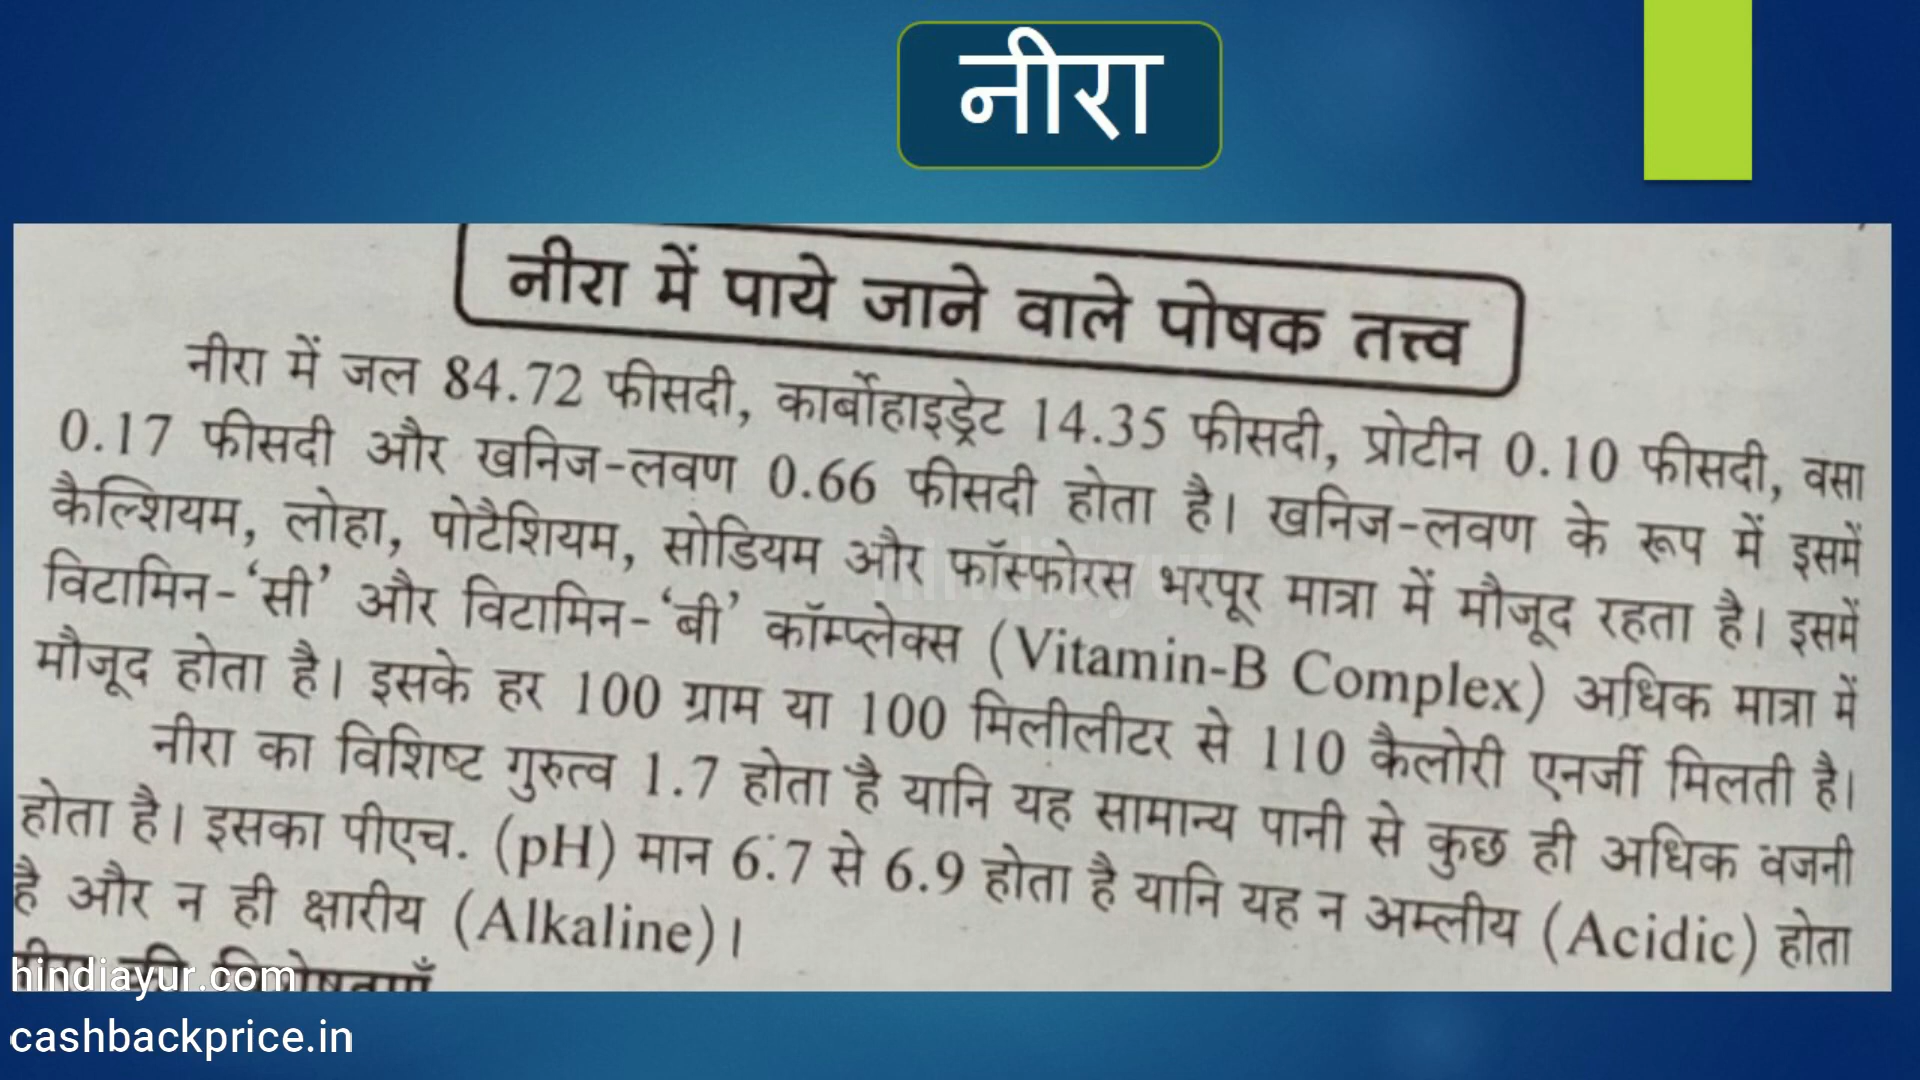 नीरा
नीरा में पाये जाने वाले पोषक तत्त्व
नीरा में जल 84.72 फीसदी, कार्बोहाइड्रेट 14.35 फीसदी, प्रोटीन 0.10 फीसदी, वसा
0.17 फीसदी और खनिज-लवण 0.66 फीसदी होता है। खनिज-लवण के रूप में इसमें
कैल्शियम, लोहा, पोटैशियम, सोडियम और फॉस्फोरस भरपूर मात्रा में मौजूद रहता है। इसमें
विटामिन-‘सी’ और विटामिन-‘बी’ कॉम्प्लेक्स (Vitamin-B Complex) अधिक मात्रा में
मौजूद होता है। इसके हर 100 ग्राम या 100 मिलीलीटर से 110 कैलोरी एनर्जी मिलती है।
नीरा का विशिष्ट गुरुत्व 1.7 होता है यानि यह सामान्य पानी से कुछ ही अधिक वजनी
होता है। इसका पीएच. (pH) मान 6.7 से 6.9 होता है यानि यह न अम्लीय (Acidic) होता
है और न ही क्षारीय (Alkaline)।
hindiayur
hindiayur.com
cashbackprice.in